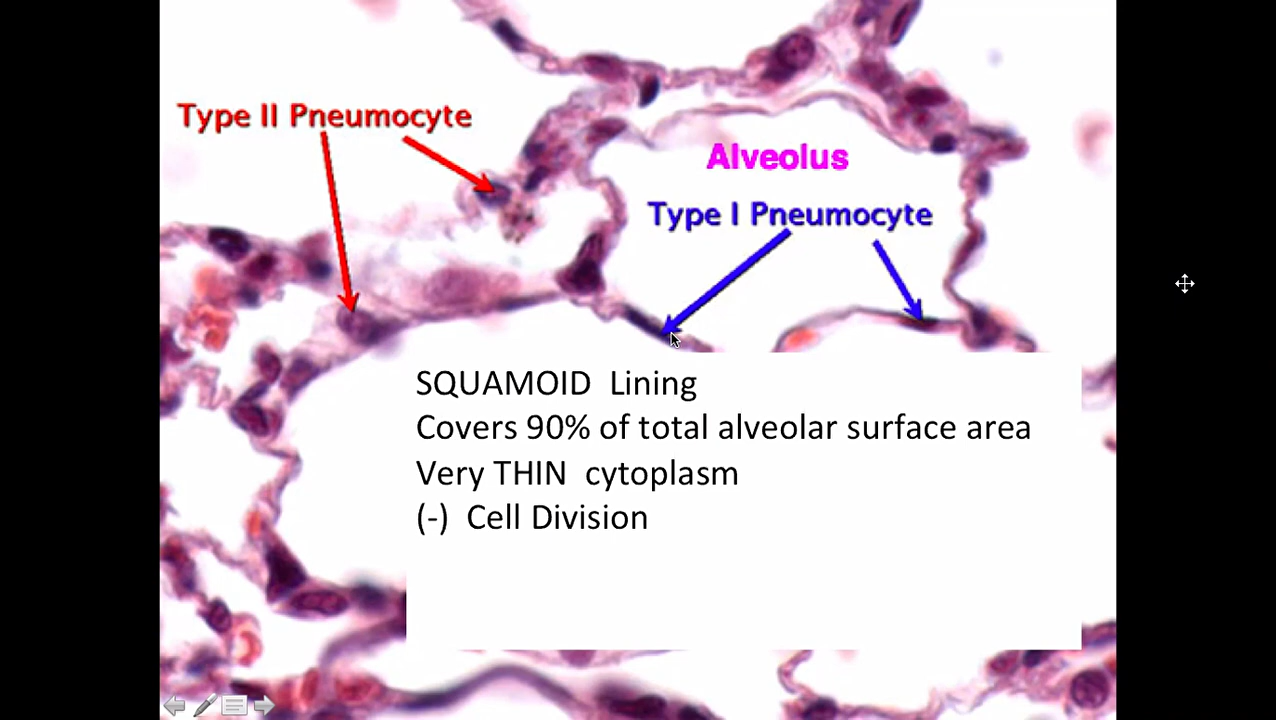 Type II Pneumocyte
Alveolus
Type I Pneumocyte
SQUAMOID Lining
Covers 90% of total alveolar surface area
Very THIN cytoplasm
(-) Cell Division